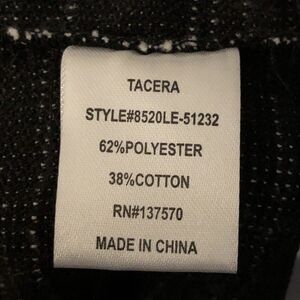 TACERA
STYLE#8520LE-51232
62%POLYESTER
38%COTTON
RN#137570
MADE IN CHINA